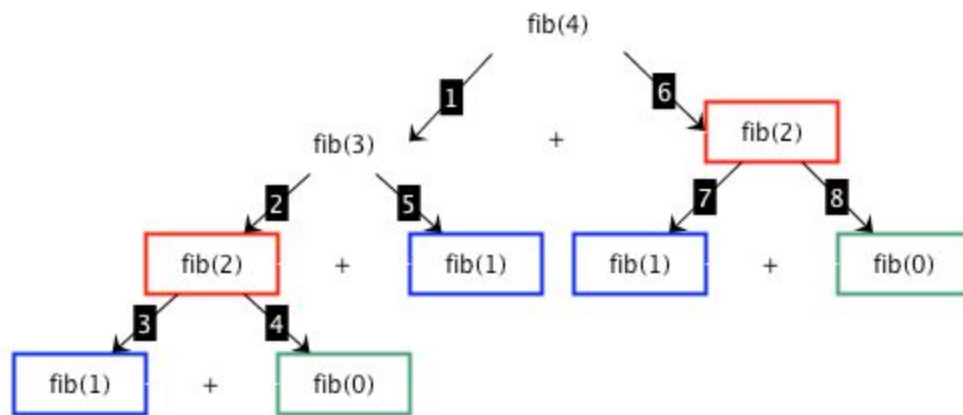 fib(4)
1 6
fib(3) + fib(2)
2 5 7 8
fib(2) + fib(1) fib(1) + fib(0)
3 4
fib(1) + fib(0)